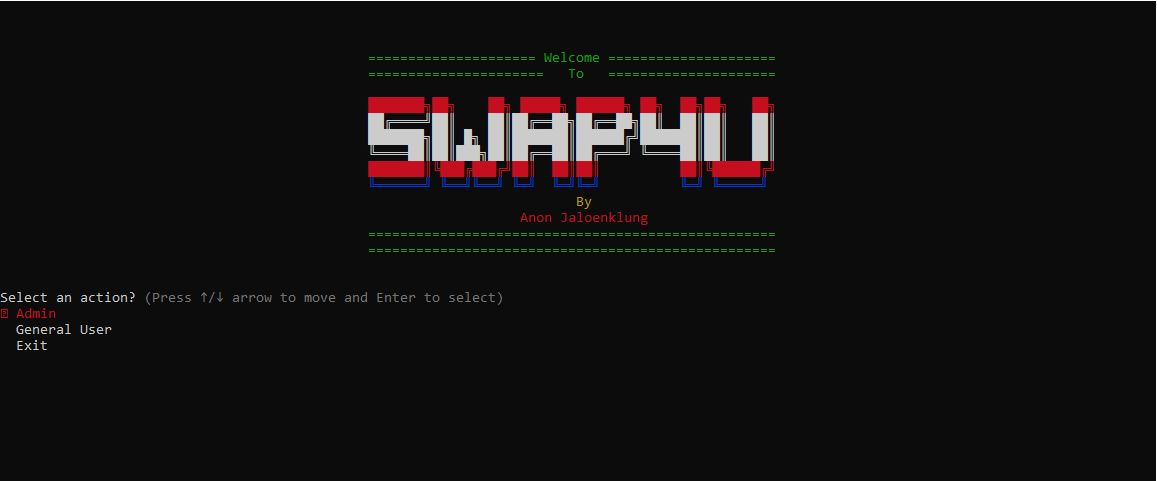 ===================== Welcome =====================
======================   To   =====================
SWAP4U
By
Anon Jaloenklung
===================================================
===================================================
Select an action? (Press ↑/↓ arrow to move and Enter to select)
Admin
General User
Exit